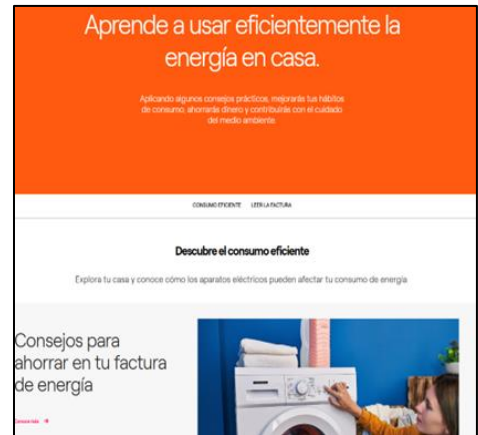 Aprende a usar eficientemente la
energía en casa.
Aplicando algunos consejos prácticos, mejorarás tus hábitos
de consumo, ahorrarás dinero y contribuirás con el cuidado
del medio ambiente.
CONSUMO EFICIENTE LEER LA FACTURA
Descubre el consumo eficiente
Explora tu casa y conoce cómo los aparatos eléctricos pueden afectar tu consumo de energía
Consejos para
ahorrar en tu factura
de energía
Conoce más